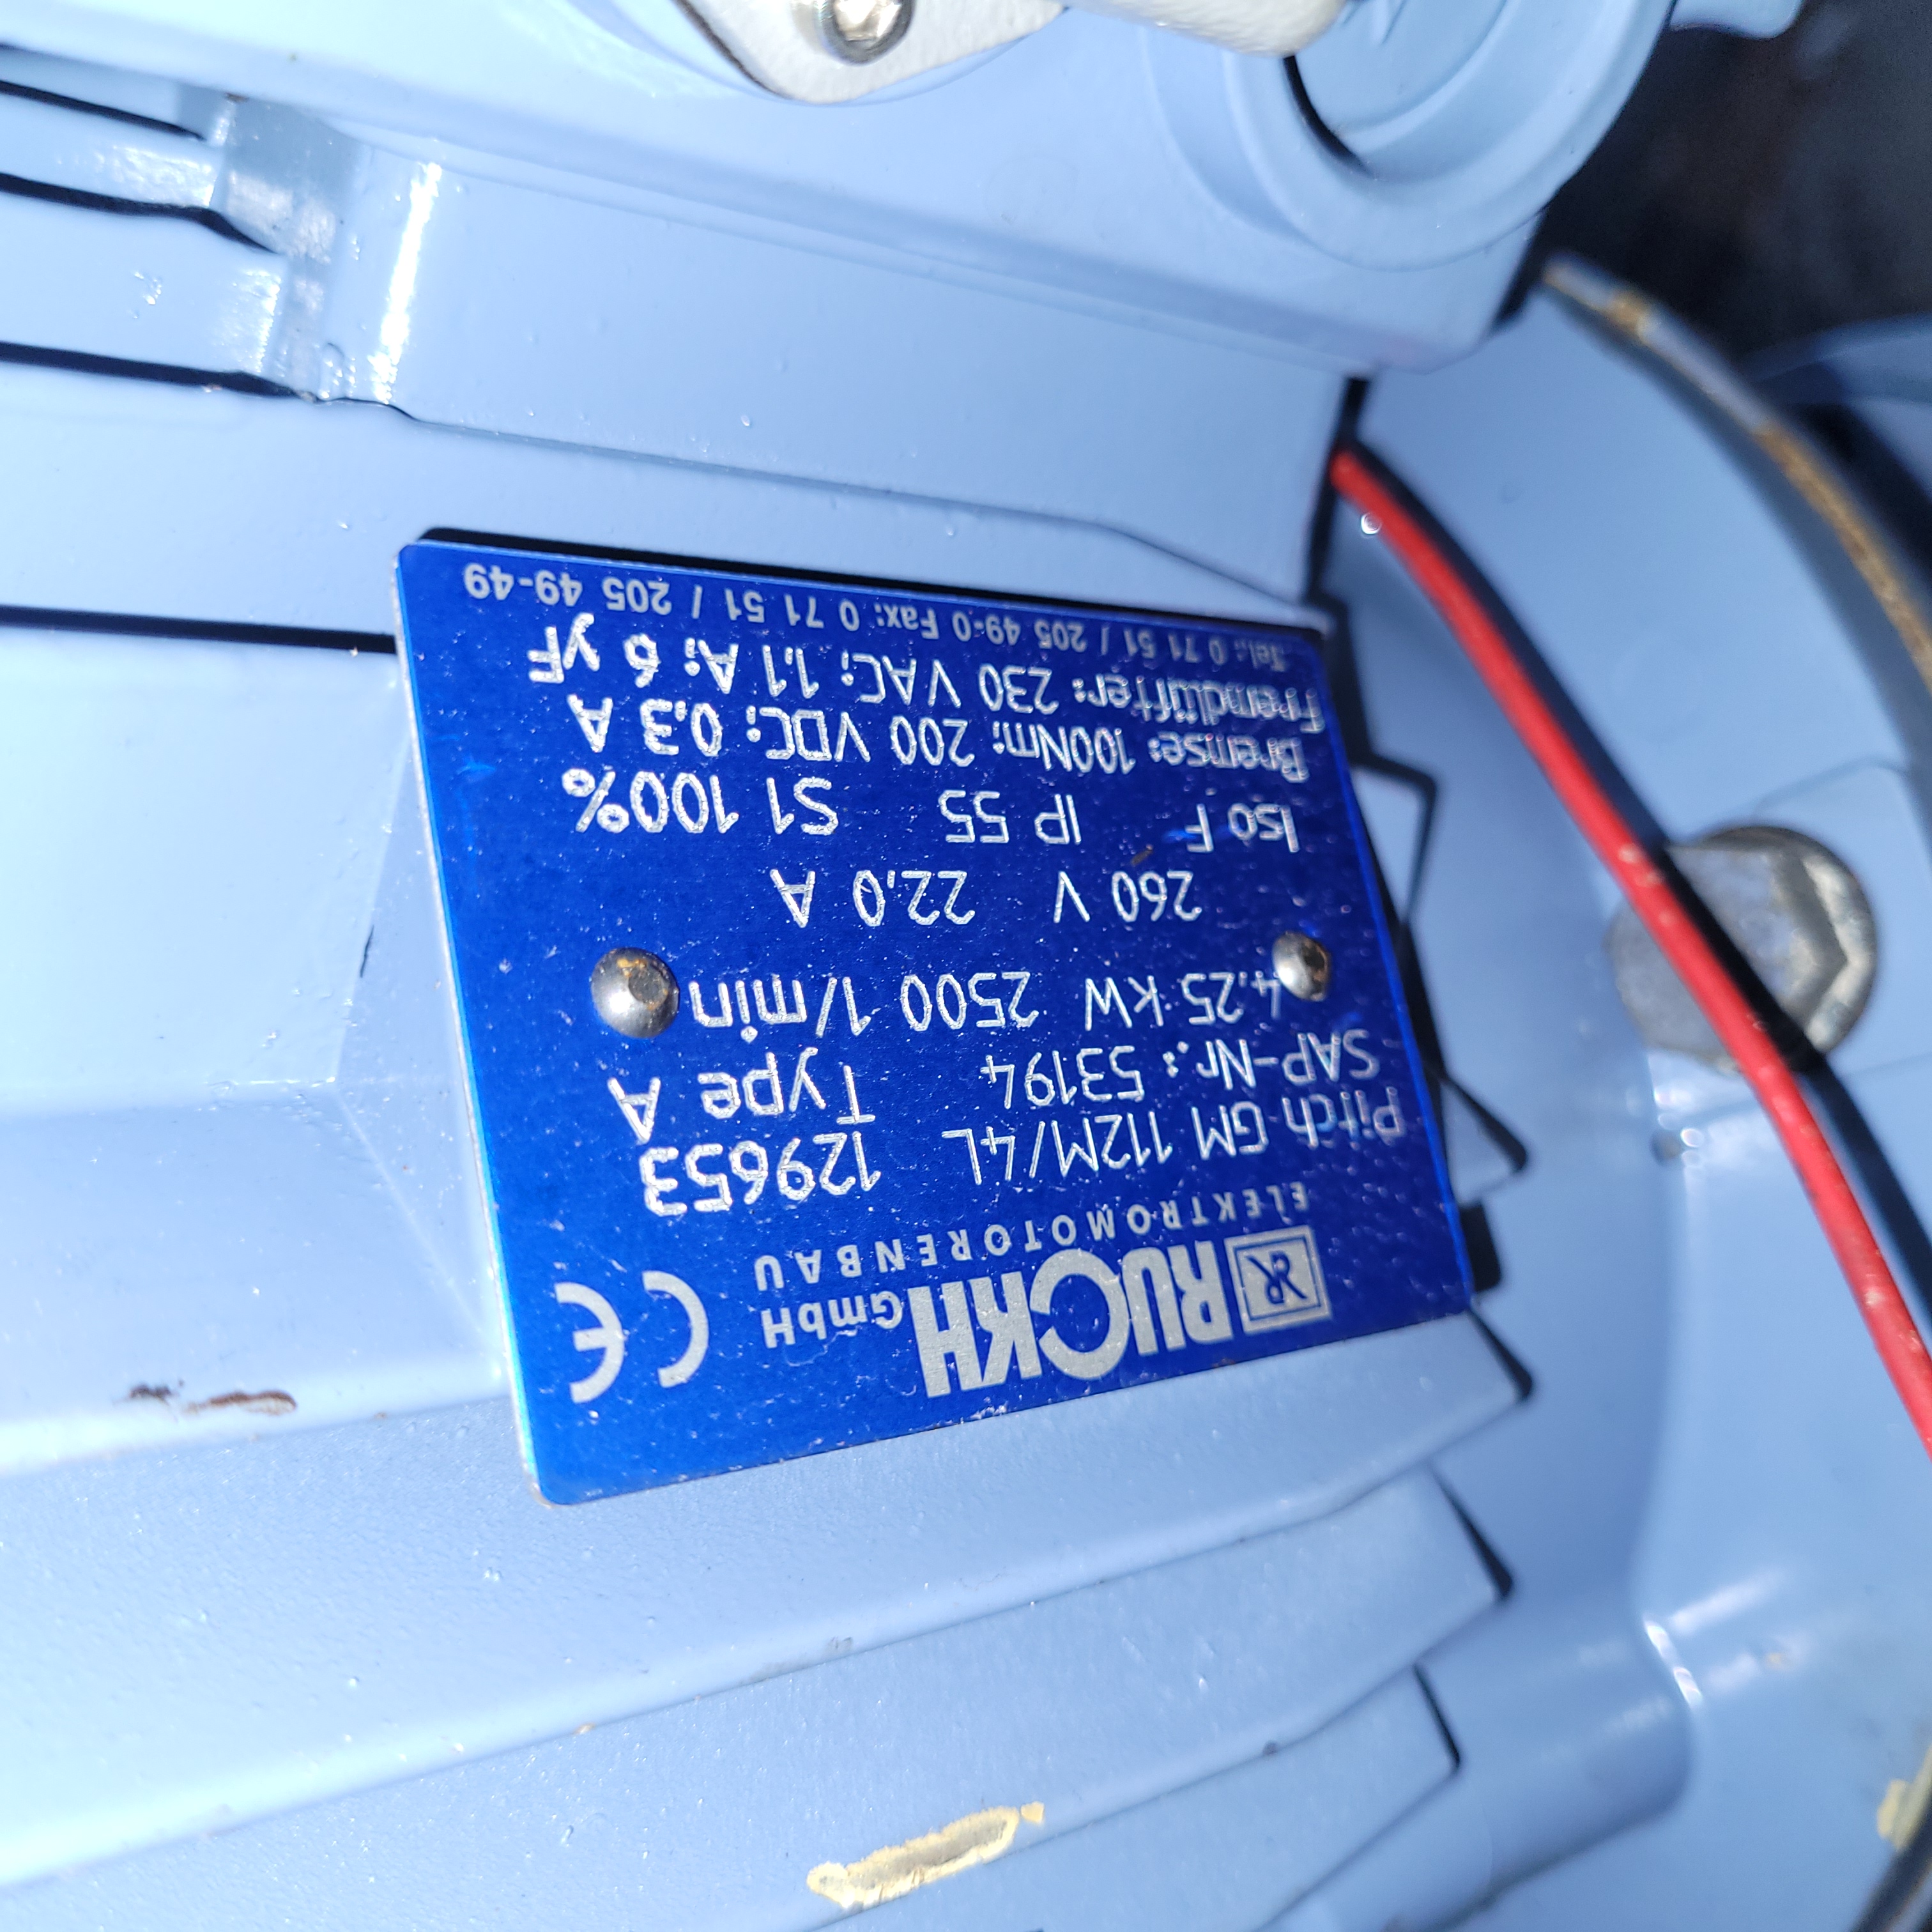 RUCKH GmbH CE
ELEKTROMOTORENBAU
Pitch GM 112M/4L 129653
SAP-Nr.: 53194 Type A
4.25 kW 2500 1/min
260 V 22,0 A
Iso F IP 55 S1 100%
Bremse: 100Nm; 200 VDC; 0,3 A
Fremdlüfter: 230 VAC; 1,1 A; 6 yF
Tel.: 0 71 51 / 205 49-0 Fax: 0 71 51 / 205 49-49